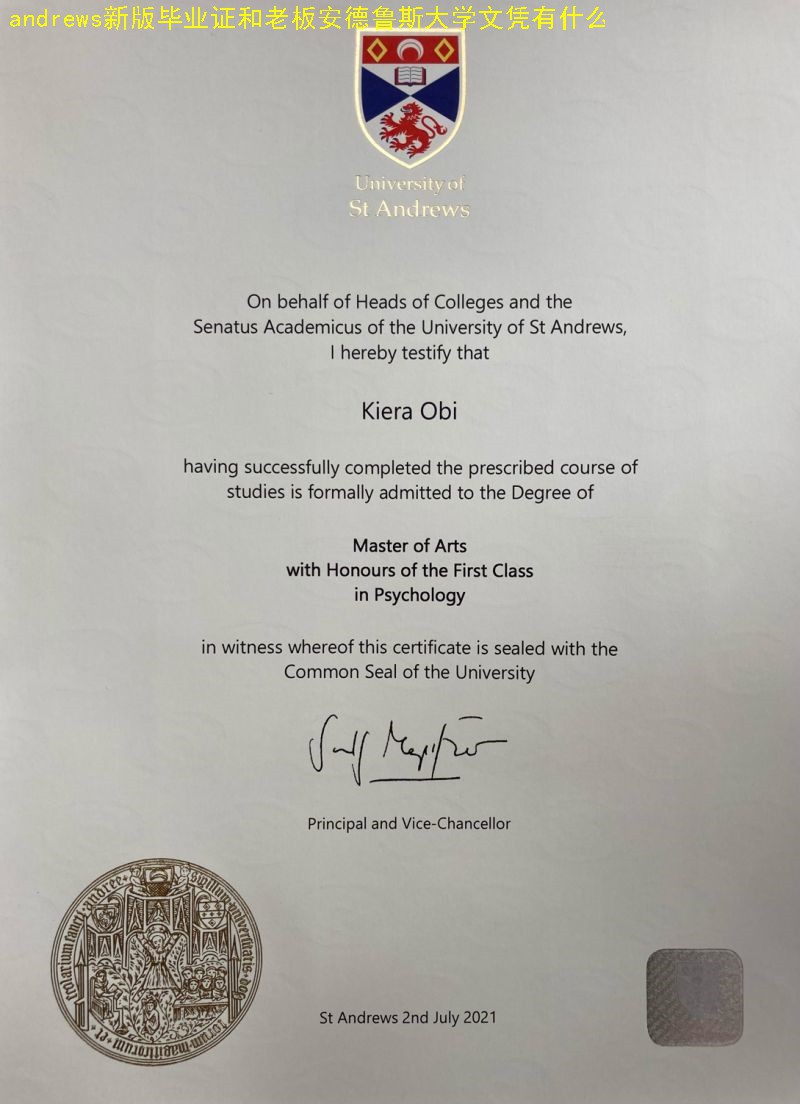 andrews新版毕业证和老板安德鲁斯大学文凭有什么
University of
St Andrews
On behalf of Heads of Colleges and the
Senatus Academicus of the University of St Andrews,
I hereby testify that
Kiera Obi
having successfully completed the prescribed course of
studies is formally admitted to the Degree of
Master of Arts
with Honours of the First Class
in Psychology
in witness whereof this certificate is sealed with the
Common Seal of the University
Principal and Vice-Chancellor
St Andrews 2nd July 2021